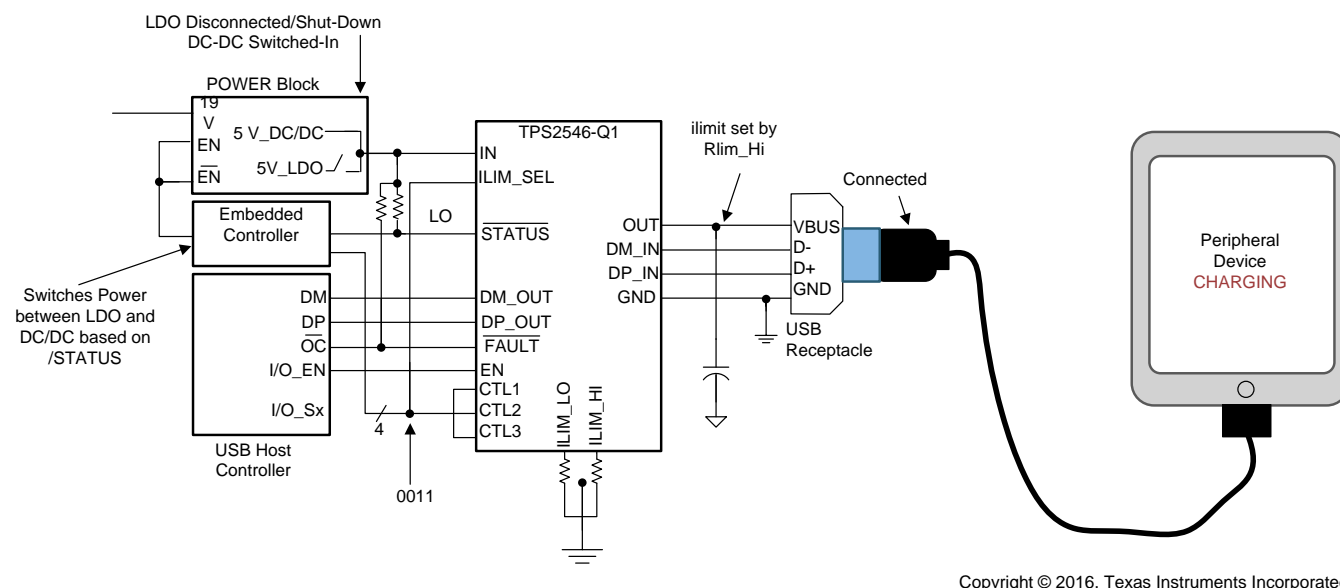 LDO Disconnected/Shut-Down
DC-DC Switched-In
POWER Block
19
V
EN
EN
5 V_DC/DC
5V_LDO
Embedded
Controller
LO
Switches Power
between LDO and
DC/DC based on
/STATUS
DM
DP
OC
I/O_EN
I/O_Sx
USB Host
Controller
4
0011
TPS2546-Q1
IN
ILIM_SEL
STATUS
DM_OUT
DP_OUT
FAULT
EN
CTL1
CTL2
CTL3
ILIM_LO
ILIM_HI
OUT
DM_IN
DP_IN
GND
ilimit set by
Rlim_Hi
VBUS
D-
D+
GND
USB
Receptacle
Connected
Peripheral
Device
CHARGING
Copyright © 2016, Texas Instruments Incorporate